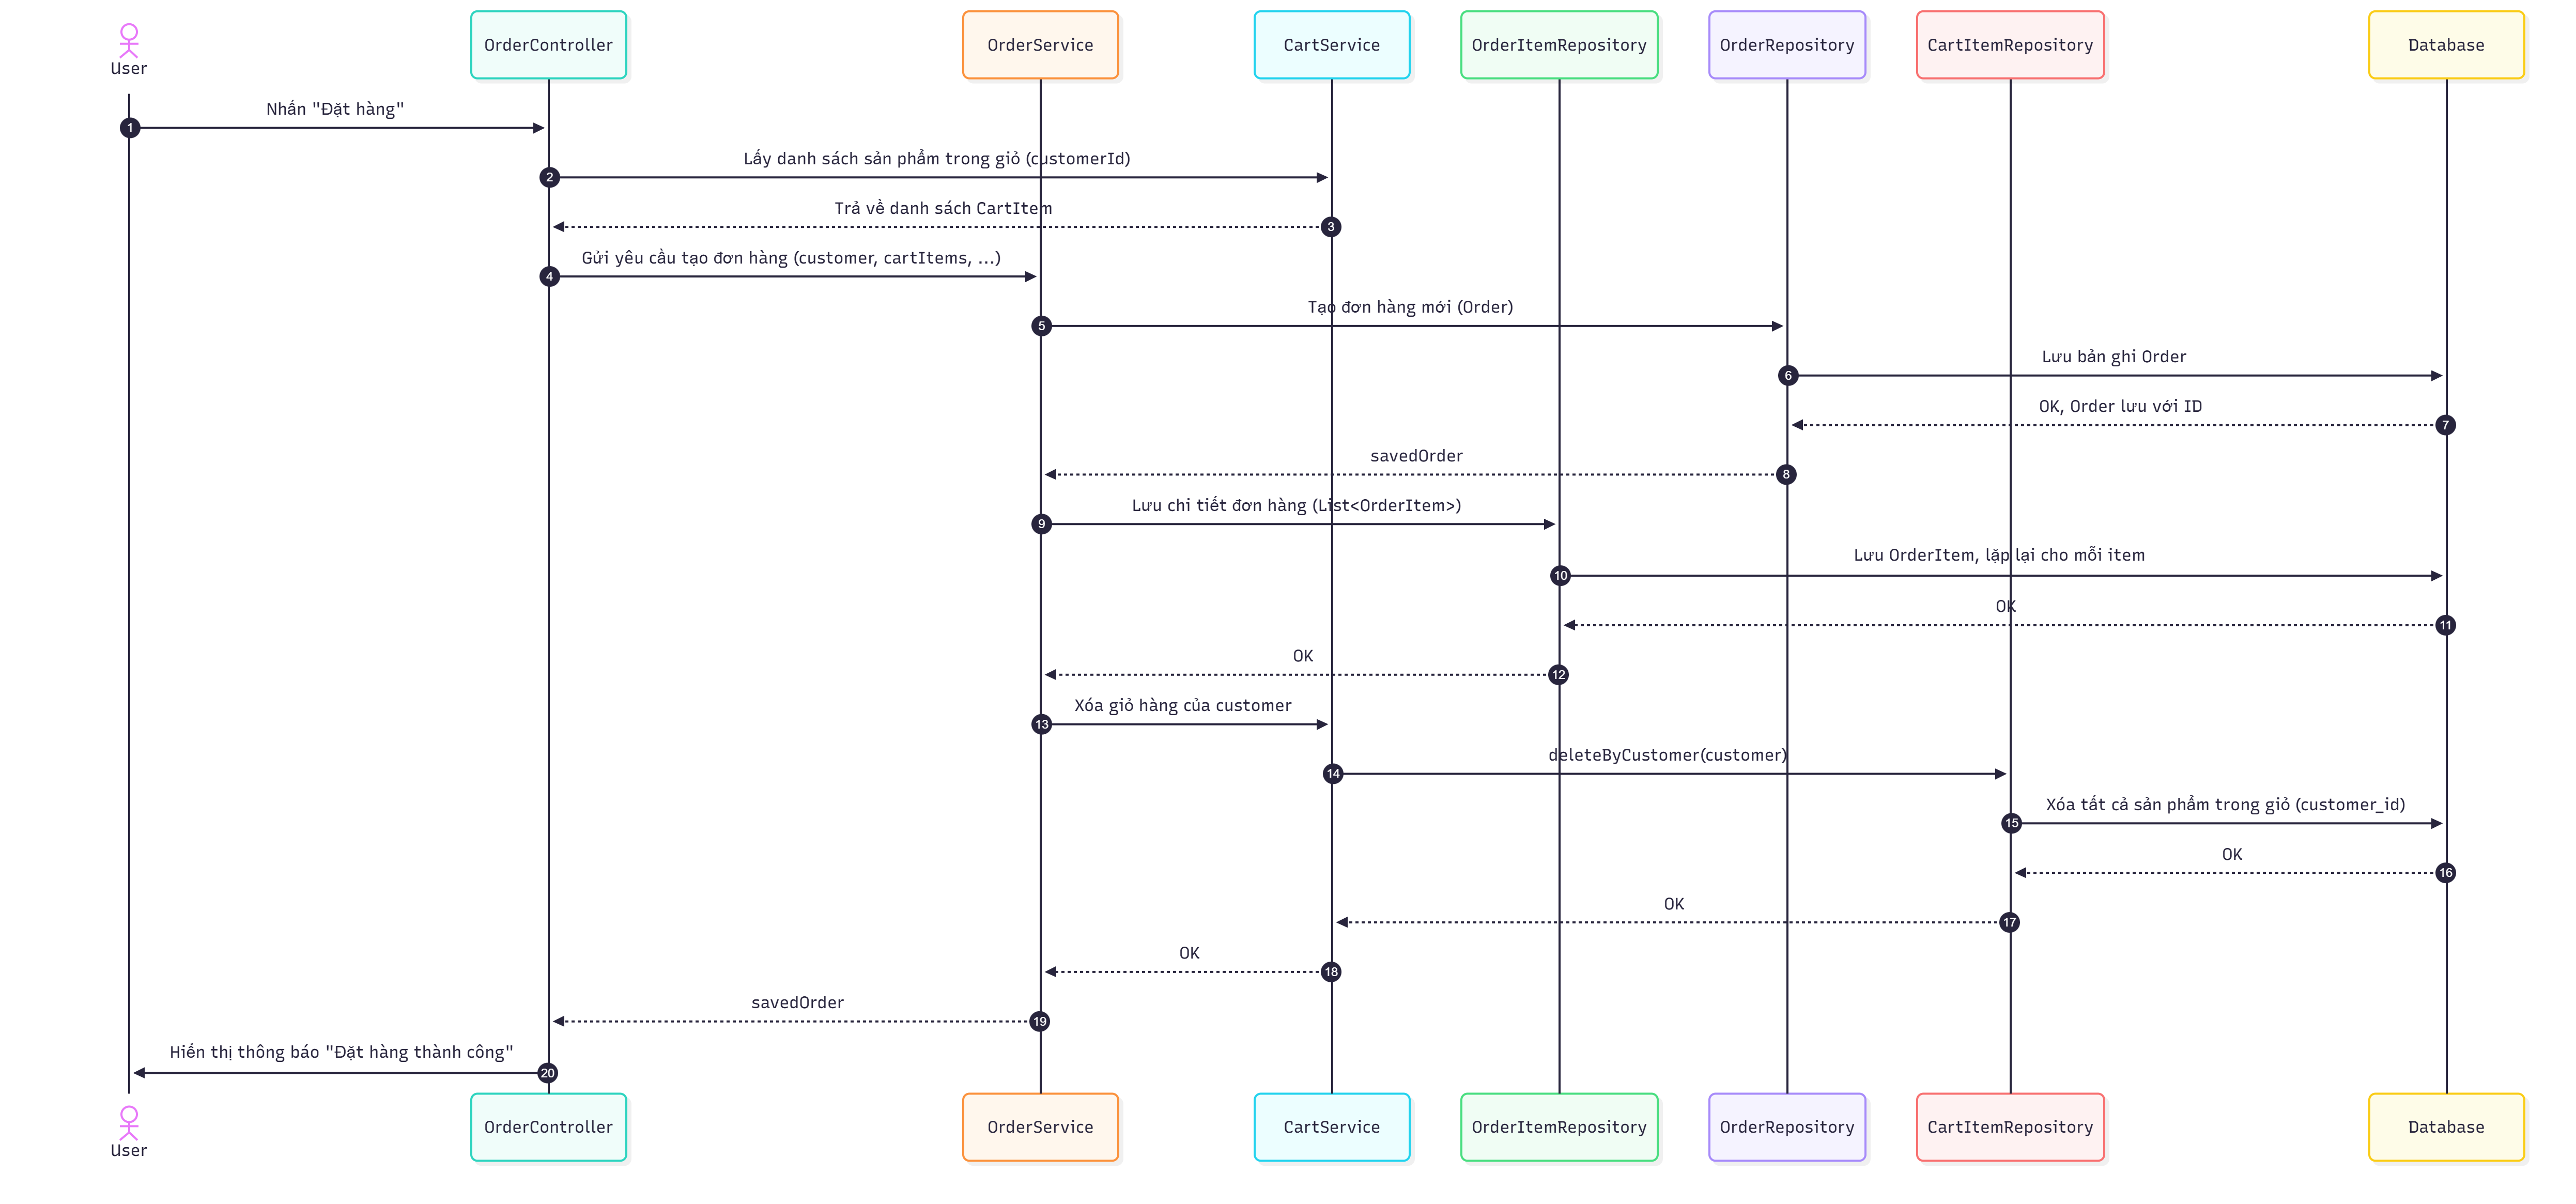 User
OrderController
OrderService
CartService
OrderItemRepository
OrderRepository
CartItemRepository
Database
Nhấn "Đặt hàng"
1
Lấy danh sách sản phẩm trong giỏ (customerId)
2
Trả về danh sách CartItem
3
Gửi yêu cầu tạo đơn hàng (customer, cartItems, ...)
4
Tạo đơn hàng mới (Order)
5
Lưu bản ghi Order
6
OK, Order lưu với ID
7
savedOrder
8
Lưu chi tiết đơn hàng (List<OrderItem>)
9
Lưu OrderItem, lặp lại cho mỗi item
10
OK
11
OK
12
Xóa giỏ hàng của customer
13
deleteByCustomer(customer)
14
Xóa tất cả sản phẩm trong giỏ (customer_id)
15
OK
16
OK
17
OK
18
savedOrder
19
Hiển thị thông báo "Đặt hàng thành công"
20
User
OrderController
OrderService
CartService
OrderItemRepository
OrderRepository
CartItemRepository
Database